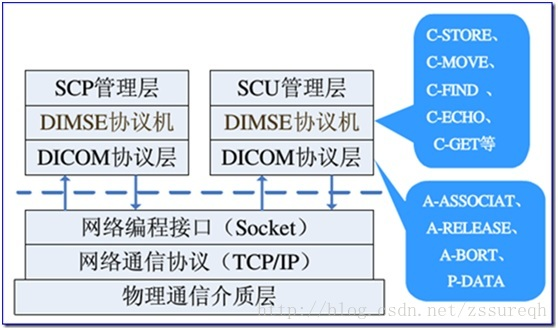 SCP管理层
DIMSE协议机
DICOM协议层
SCU管理层
DIMSE协议机
DICOM协议层
C-STORE、
C-MOVE、
C-FIND 、
C-ECHO、
C-GET等
A-ASSOCIAT、
A-RELEASE、
A-BORT、
P-DATA
网络编程接口（Socket）
网络通信协议（TCP/IP）
物理通信介质层
http://blog.csdn.net/zssureqh